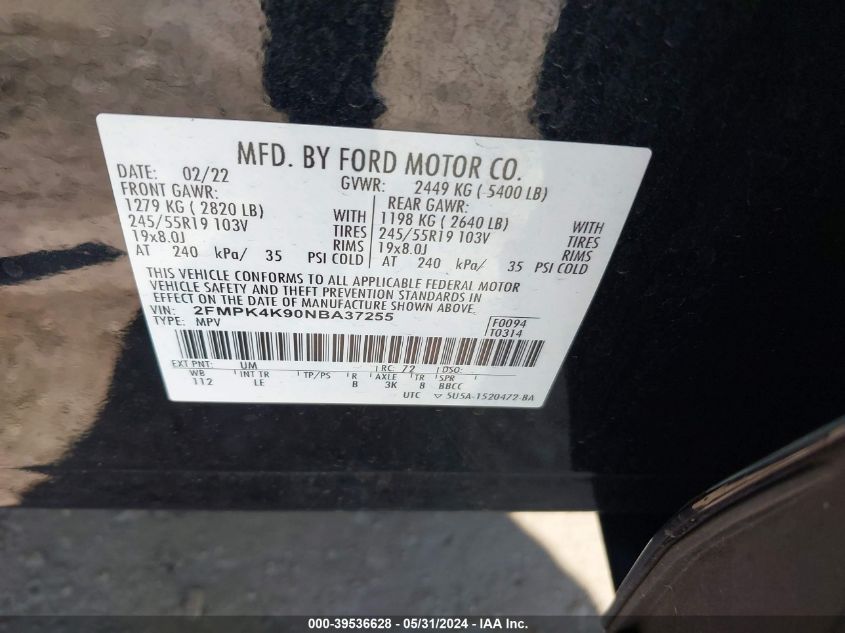 MFD. BY FORD MOTOR CO.
DATE: 02/22 GVWR: 2449 KG ( 5400 LB)
FRONT GAWR: REAR GAWR:
1279 KG ( 2820 LB) WITH 1198 KG ( 2640 LB) WITH
245/55R19 103V TIRES 245/55R19 103V TIRES
19x8.0J RIMS 19x8.0J RIMS
AT 240 kPa/ 35 PSI COLD AT 240 kPa/ 35 PSI COLD
THIS VEHICLE CONFORMS TO ALL APPLICABLE FEDERAL MOTOR
VEHICLE SAFETY AND THEFT PREVENTION STANDARDS IN
EFFECT ON THE DATE OF MANUFACTURE SHOWN ABOVE.
VIN: 2FMPK4K90NBA37255
TYPE: MPV
F0094
T0314
EXT PNT: UM RC: 72 DSO:
WB INT TR TP/PS R AXLE TR SPR
112 LE B 3K 8 BBCC
UTC ▽ 5U5A-1520472-BA
000-39536628 - 05/31/2024 - IAA Inc.